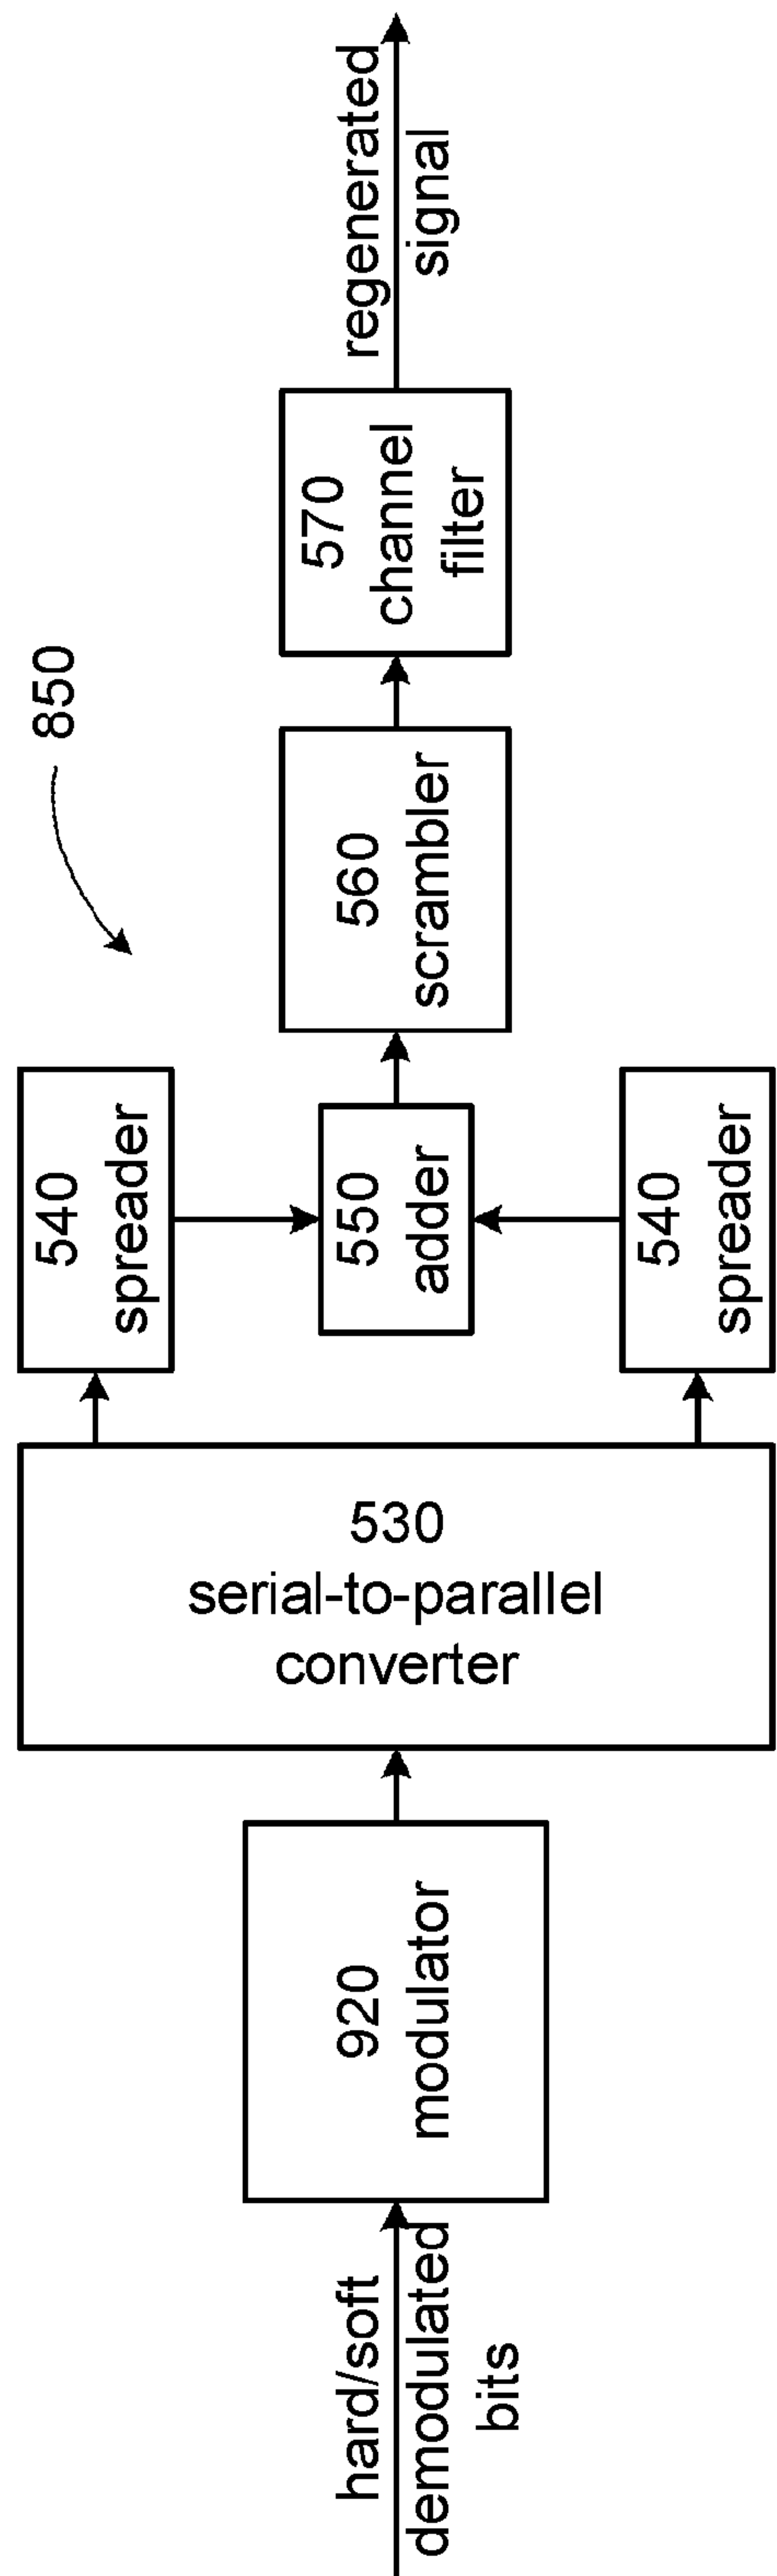 850
hard/soft
demodulated
bits
920
modulator
530
serial-to-parallel
converter
540
spreader
550
adder
540
spreader
560
scrambler
570
channel
filter
regenerated
signal